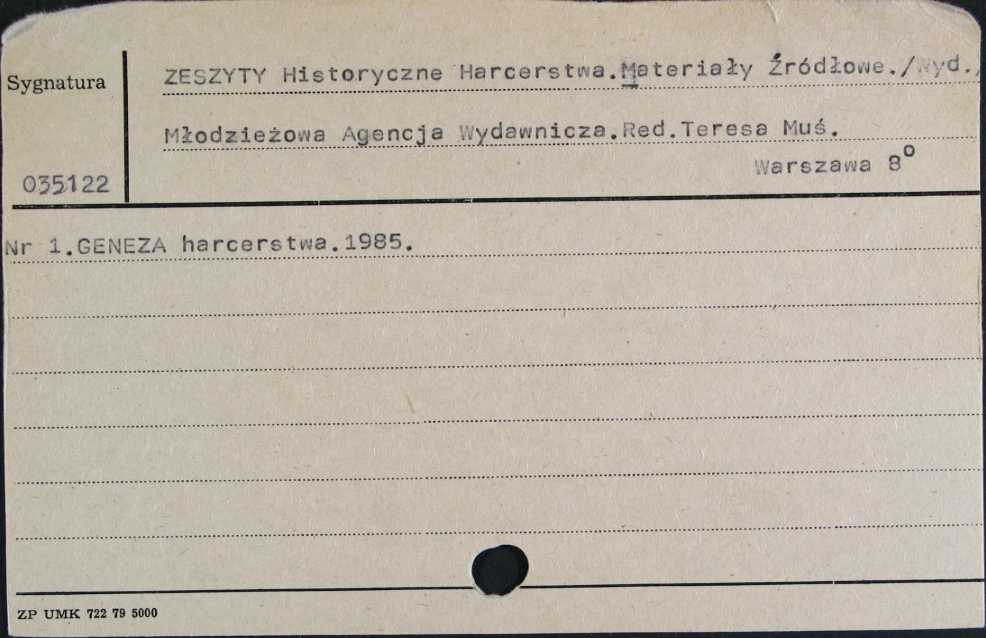 Sygnatura
ZESZYTY Historyczne Harcerstwa.Materiały Źródłowe./Wyd.,
Młodzieżowa Agencja Wydawnicza.Red.Teresa Muś.
035122
Warszawa 8°
Nr 1.GENEZA harcerstwa.1985.
ZP UMK 722 79 5000